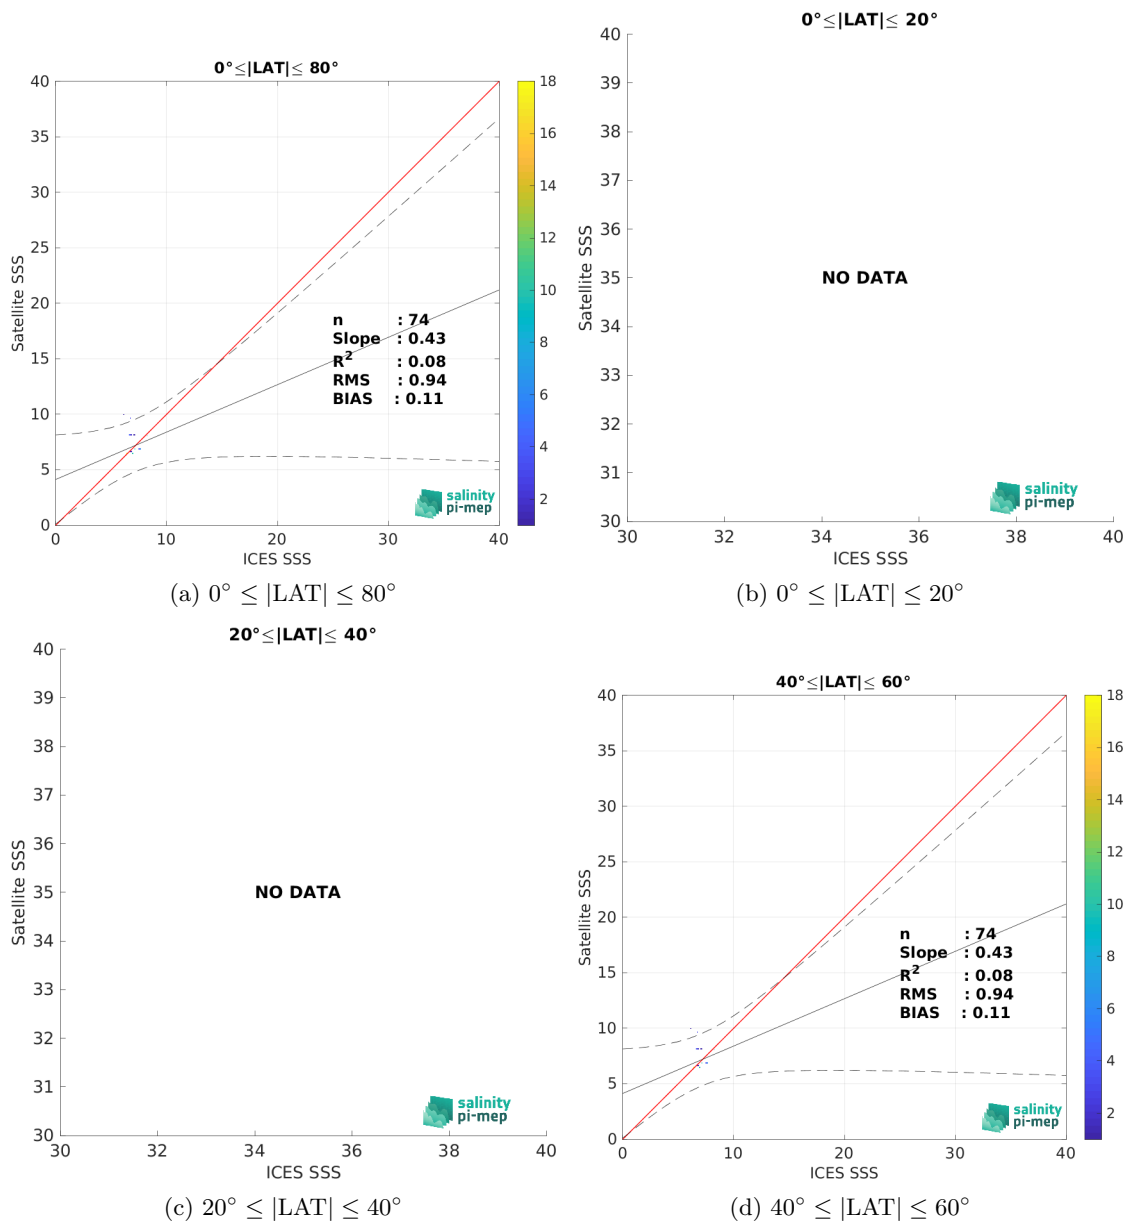 0°≤|LAT|≤ 80°
40
35
30
25
20
15
10
5
0
Satellite SSS
0 10 20 30 40
ICES SSS
18
16
14
12
10
8
6
4
2
n : 74
Slope : 0.43
R² : 0.08
RMS : 0.94
BIAS : 0.11
salinity
pi-mep
(a) 0° ≤ |LAT| ≤ 80°
0°≤|LAT|≤ 20°
40
39
38
37
36
35
34
33
32
31
30
Satellite SSS
NO DATA
salinity
pi-mep
30 32 34 36 38 40
ICES SSS
(b) 0° ≤ |LAT| ≤ 20°
20°≤|LAT|≤ 40°
40
39
38
37
36
35
34
33
32
31
30
Satellite SSS
NO DATA
salinity
pi-mep
30 32 34 36 38 40
ICES SSS
(c) 20° ≤ |LAT| ≤ 40°
40°≤|LAT|≤ 60°
40
35
30
25
20
15
10
5
0
Satellite SSS
0 10 20 30 40
ICES SSS
18
16
14
12
10
8
6
4
2
n : 74
Slope : 0.43
R² : 0.08
RMS : 0.94
BIAS : 0.11
salinity
pi-mep
(d) 40° ≤ |LAT| ≤ 60°